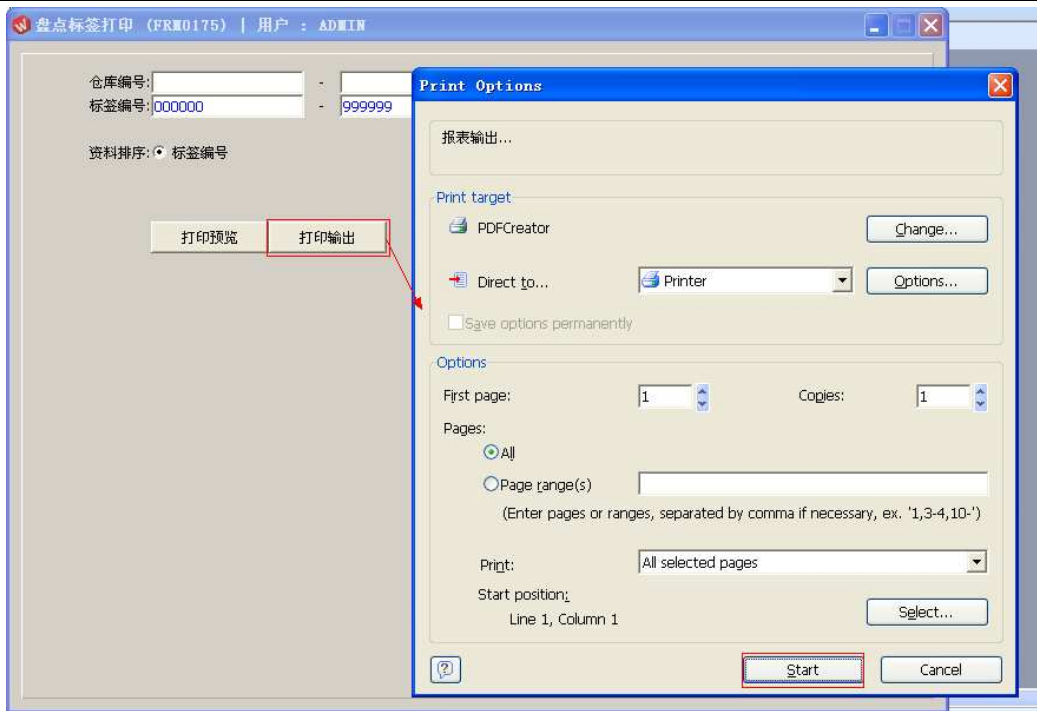 盘点标签打印 (FRM0175) | 用户 : ADMIN
仓库编号: -
标签编号: 000000 - 999999
资料排序: 标签编号
打印预览 打印输出
Print Options
报表输出...
Print target
PDFCreator Change...
Direct to... Printer Options...
Save options permanently
Options
First page: 1 Copies: 1
Pages:
All
Page range(s)
(Enter pages or ranges, separated by comma if necessary, ex. '1,3-4,10-')
Print: All selected pages
Start position:
Line 1, Column 1 Select...
Start Cancel